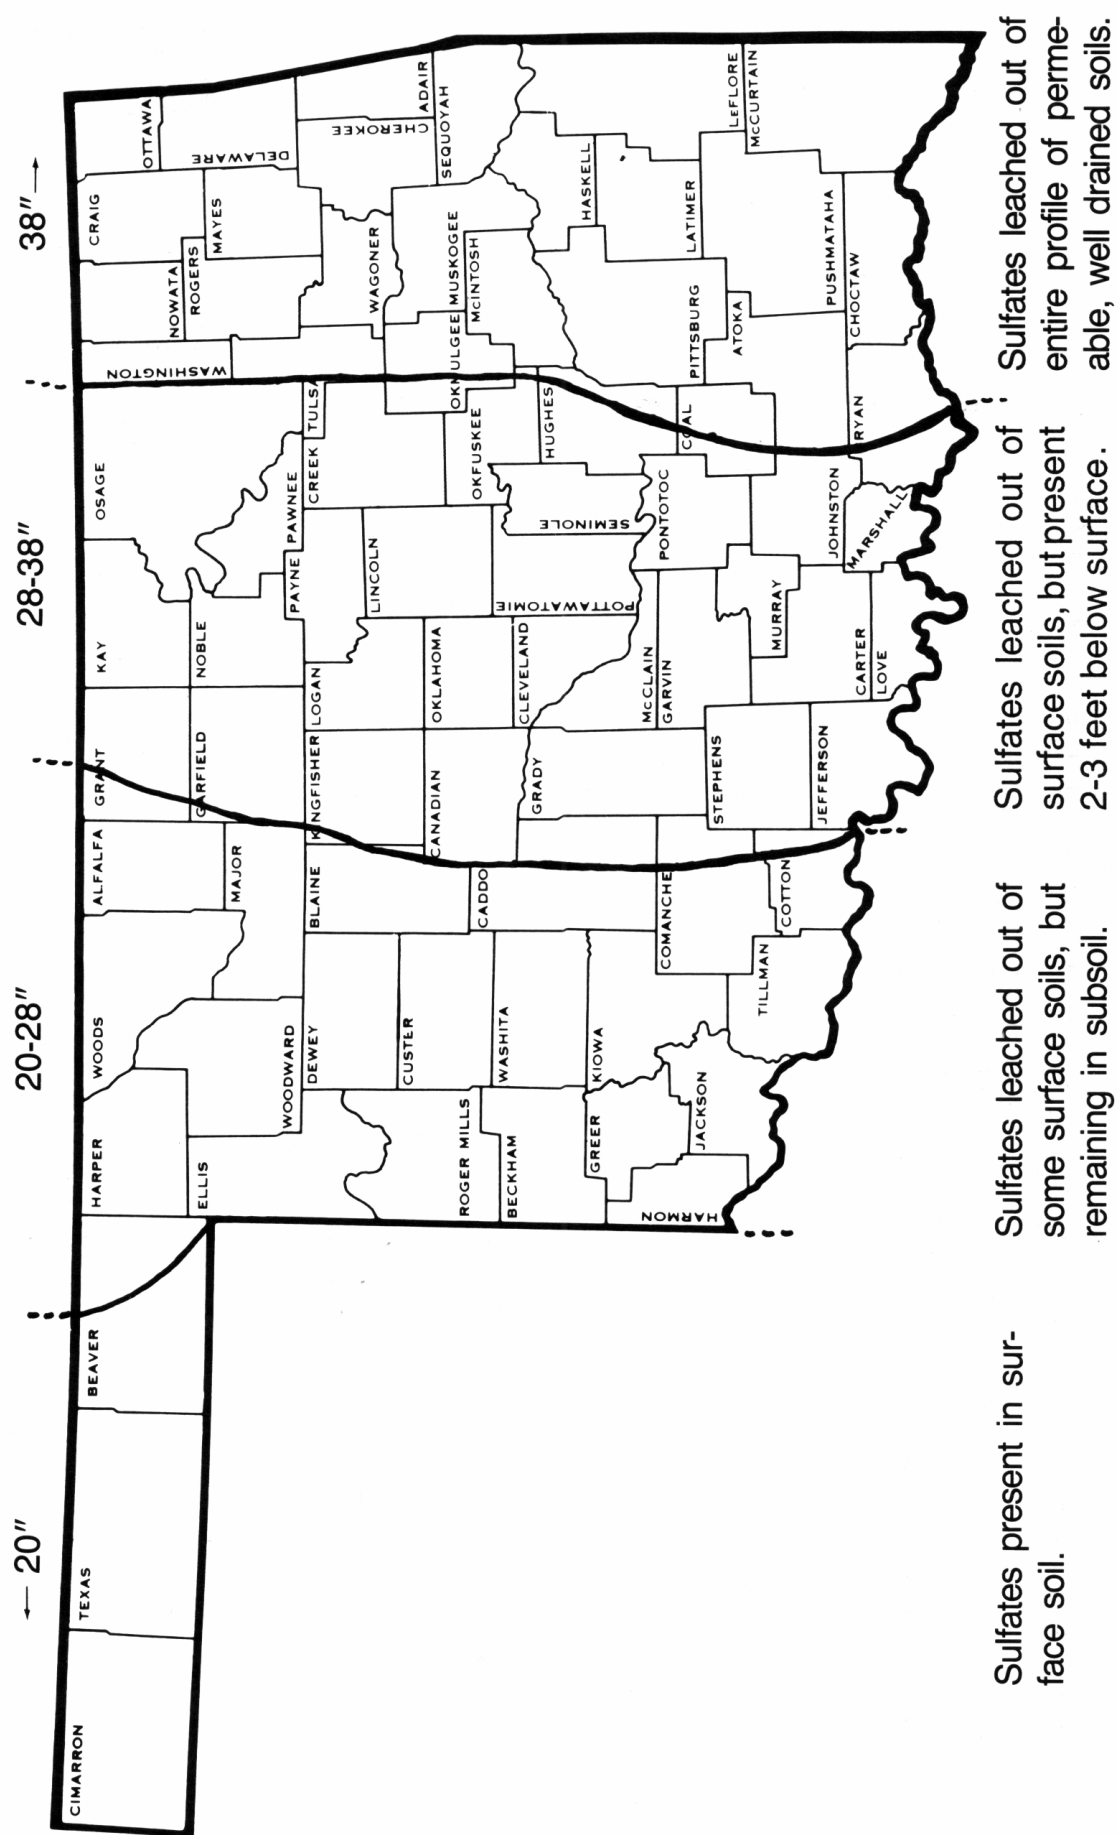 ← 20″
20-28″
28-38″
38″ →
CIMARRON
TEXAS
BEAVER
HARPER
WOODS
ALFALFA
GRANT
KAY
OSAGE
WASHINGTON
NOWATA
CRAIG
OTTAWA
ELLIS
WOODWARD
MAJOR
GARFIELD
NOBLE
PAWNEE
ROGERS
MAYES
DELAWARE
ROGER MILLS
DEWEY
BLAINE
KINGFISHER
LOGAN
PAYNE
CREEK
TULSA
WAGONER
CHEROKEE
ADAIR
CUSTER
CANADIAN
OKLAHOMA
LINCOLN
OKFUSKEE
OKMULGEE
MUSKOGEE
SEQUOYAH
BECKHAM
WASHITA
CADDO
GRADY
CLEVELAND
POTTAWATOMIE
SEMINOLE
HUGHES
McINTOSH
HASKELL
HARMON
GREER
KIOWA
COMANCHE
McCLAIN
GARVIN
PONTOTOC
COAL
PITTSBURG
LATIMER
LeFLORE
JACKSON
TILLMAN
COTTON
STEPHENS
JEFFERSON
MURRAY
CARTER
LOVE
JOHNSTON
MARSHALL
ATOKA
RYAN
PUSHMATAHA
CHOCTAW
McCURTAIN
Sulfates present in sur-
face soil.
Sulfates leached out of
some surface soils, but
remaining in subsoil.
Sulfates leached out of
surface soils, but present
2-3 feet below surface.
Sulfates leached out of
entire profile of perme-
able, well drained soils.